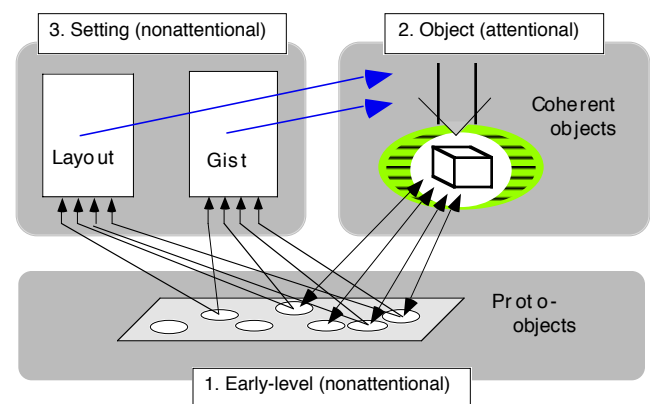 3. Setting (nonattentional)
2. Object (attentional)
Layout
Gist
Coherent
objects
Proto-
objects
1. Early-level (nonattentional)